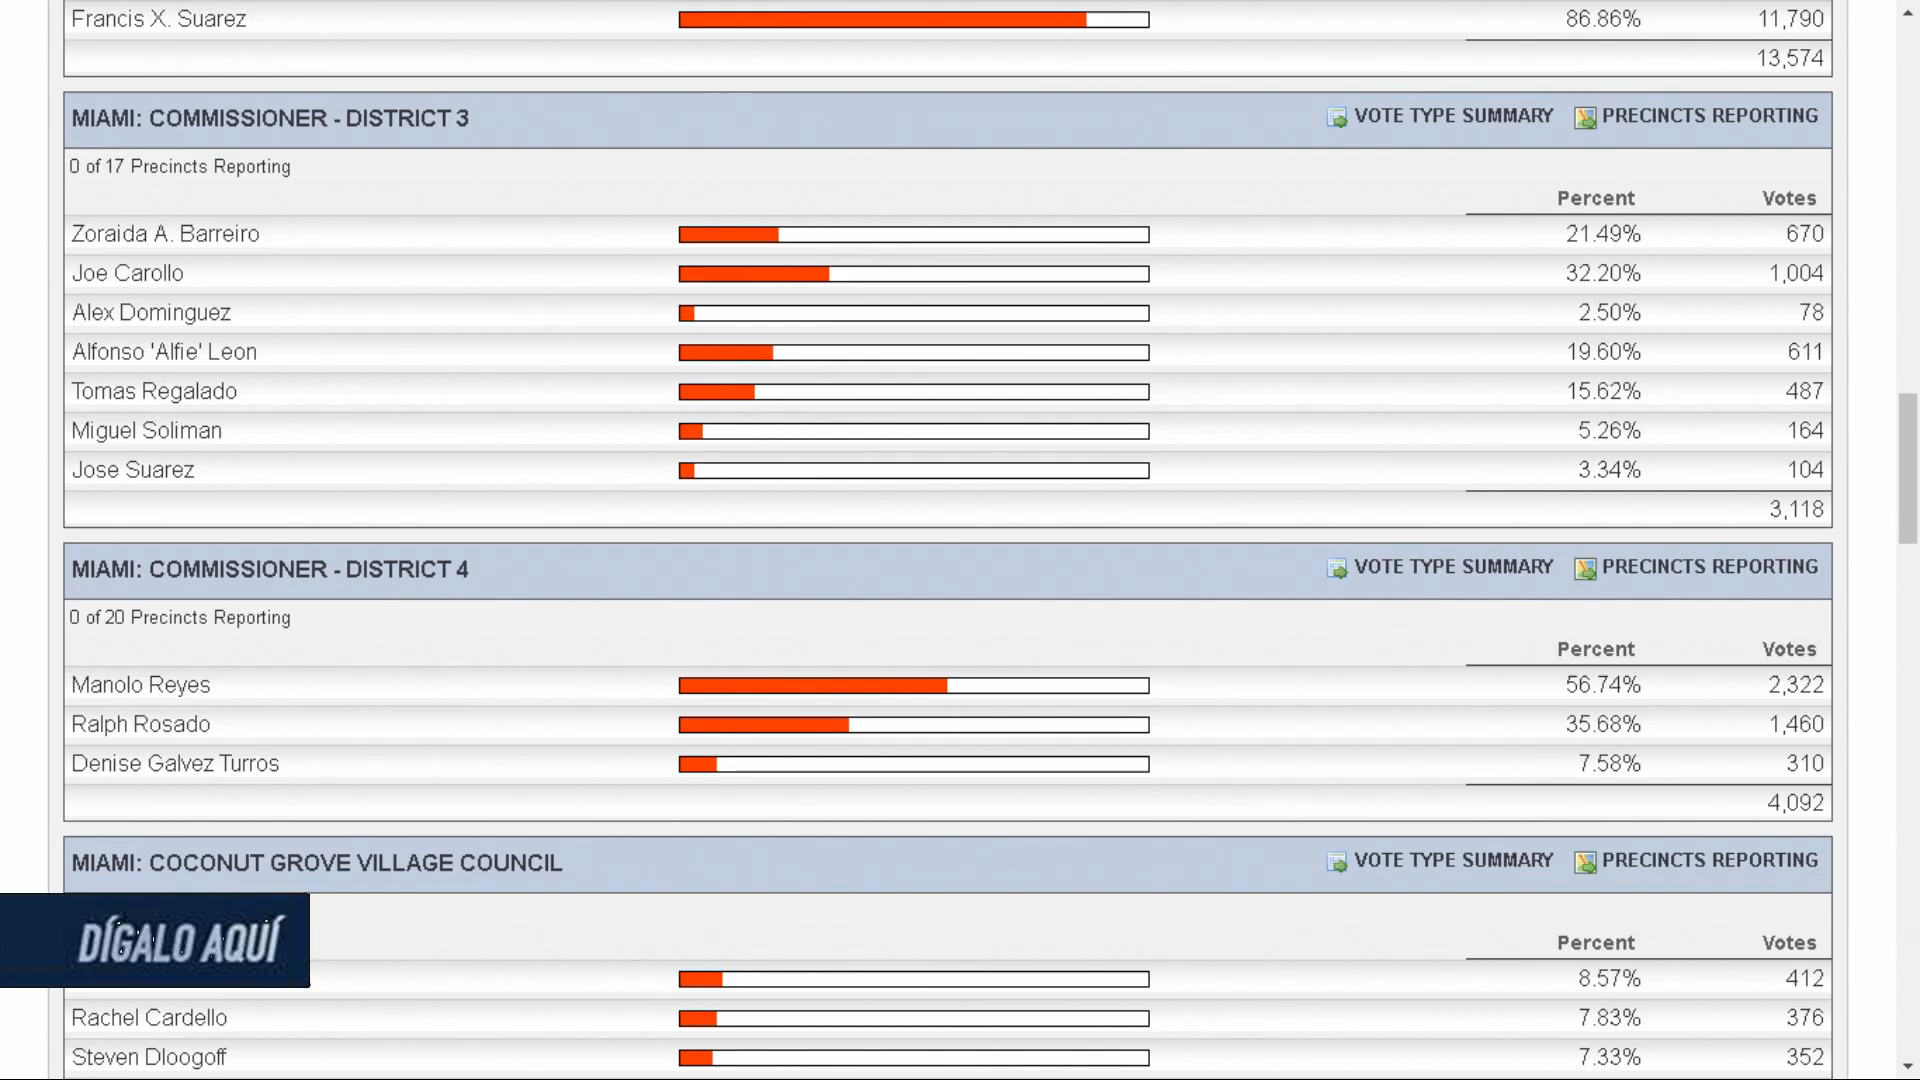 Francis X. Suarez 86.86% 11,790
13,574
MIAMI: COMMISSIONER - DISTRICT 3 VOTE TYPE SUMMARY PRECINCTS REPORTING
0 of 17 Precincts Reporting
Percent Votes
Zoraida A. Barreiro 21.49% 670
Joe Carollo 32.20% 1,004
Alex Dominguez 2.50% 78
Alfonso 'Alfie' Leon 19.60% 611
Tomas Regalado 15.62% 487
Miguel Soliman 5.26% 164
Jose Suarez 3.34% 104
3,118
MIAMI: COMMISSIONER - DISTRICT 4 VOTE TYPE SUMMARY PRECINCTS REPORTING
0 of 20 Precincts Reporting
Percent Votes
Manolo Reyes 56.74% 2,322
Ralph Rosado 35.68% 1,460
Denise Galvez Turros 7.58% 310
4,092
MIAMI: COCONUT GROVE VILLAGE COUNCIL VOTE TYPE SUMMARY PRECINCTS REPORTING
DÍGALO AQUÍ
Percent Votes
8.57% 412
Rachel Cardello 7.83% 376
Steven Dloogoff 7.33% 352